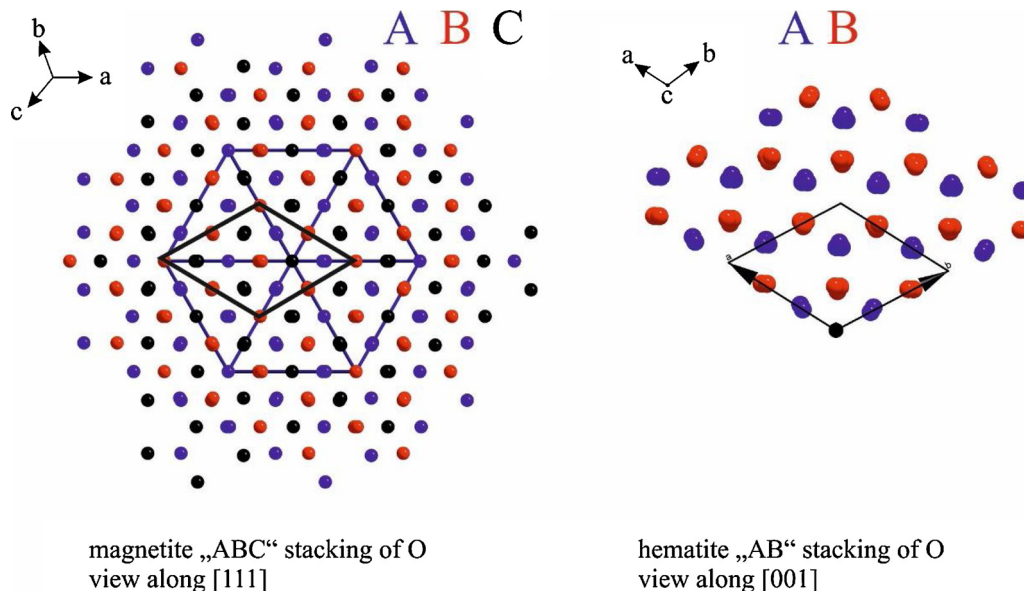 A B C
b
a
c
A B
a
b
c
a
b
magnetite „ABC“ stacking of O
view along [111]
hematite „AB“ stacking of O
view along [001]